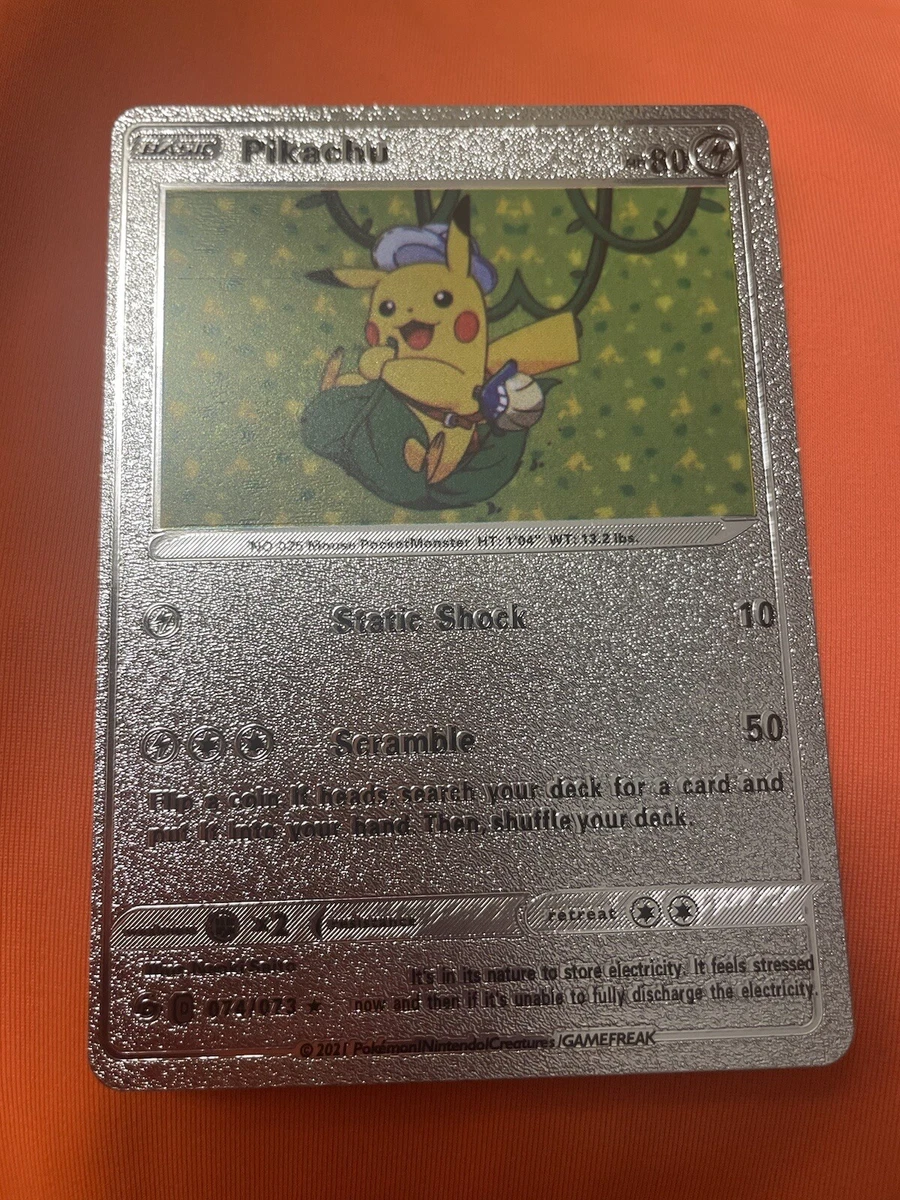 BASIC Pikachu HP 80
NO.025 Mouse PocketMonster HT: 1'04" WT: 13.2 lbs.
Static Shock 10
Scramble 50
Flip a coin. If heads, search your deck for a card and
put it into your hand. Then, shuffle your deck.
×2 retreat
It's in its nature to store electricity. It feels stressed
D 074/073 now and then if it's unable to fully discharge the electricity.
© 2021 Pokémon/Nintendo/Creatures/GAMEFREAK